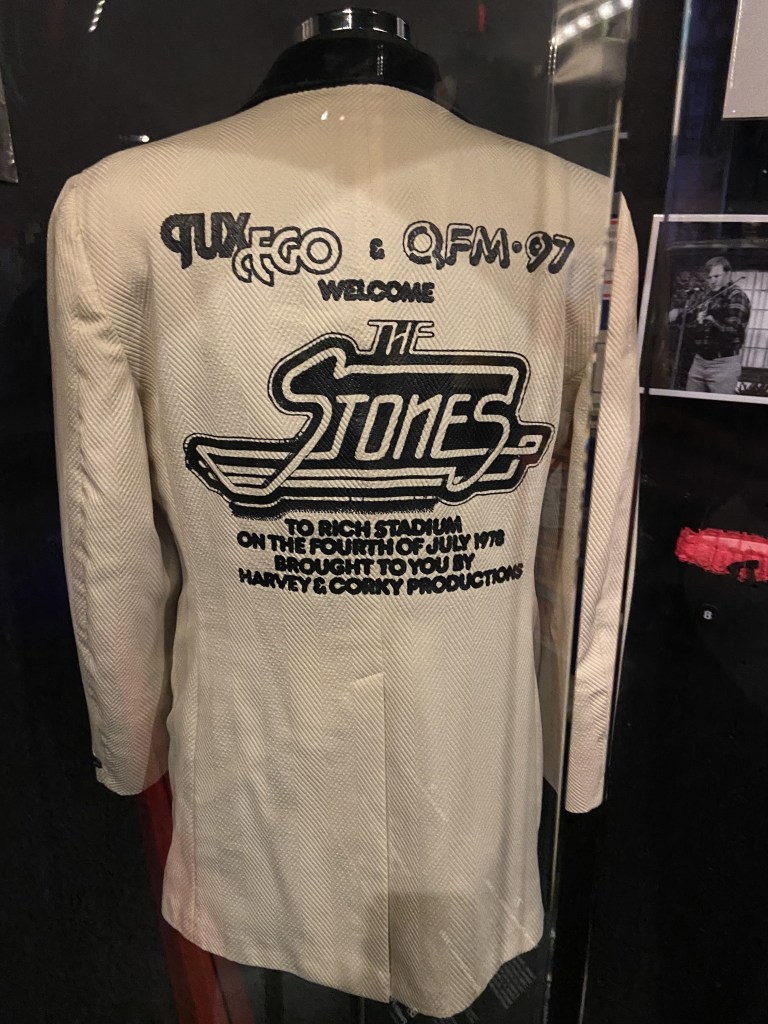 TUX EGO & QFM•97
WELCOME
THE
STONES
TO RICH STADIUM
ON THE FOURTH OF JULY 1978
BROUGHT TO YOU BY
HARVEY & CORKY PRODUCTIONS
8